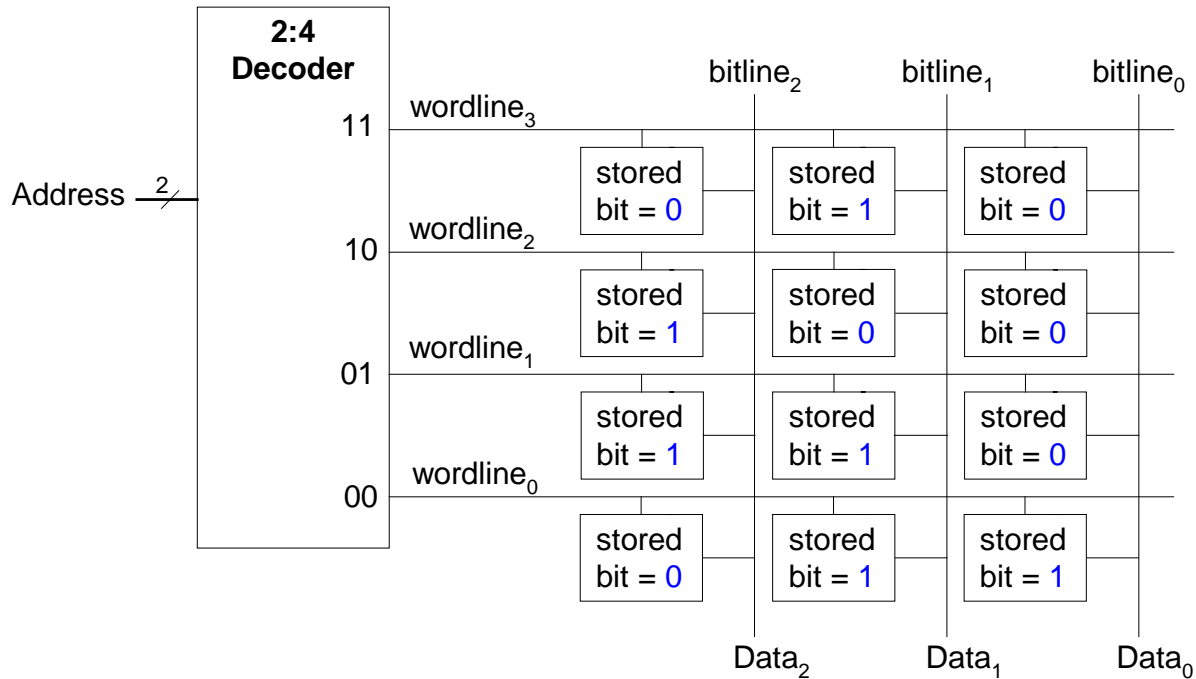 2:4
Decoder
bitline₂ bitline₁ bitline₀
wordline₃
11
stored stored stored
bit = 0 bit = 1 bit = 0
Address 2
wordline₂
10
stored stored stored
bit = 1 bit = 0 bit = 0
wordline₁
01
stored stored stored
bit = 1 bit = 1 bit = 0
wordline₀
00
stored stored stored
bit = 0 bit = 1 bit = 1
Data₂ Data₁ Data₀